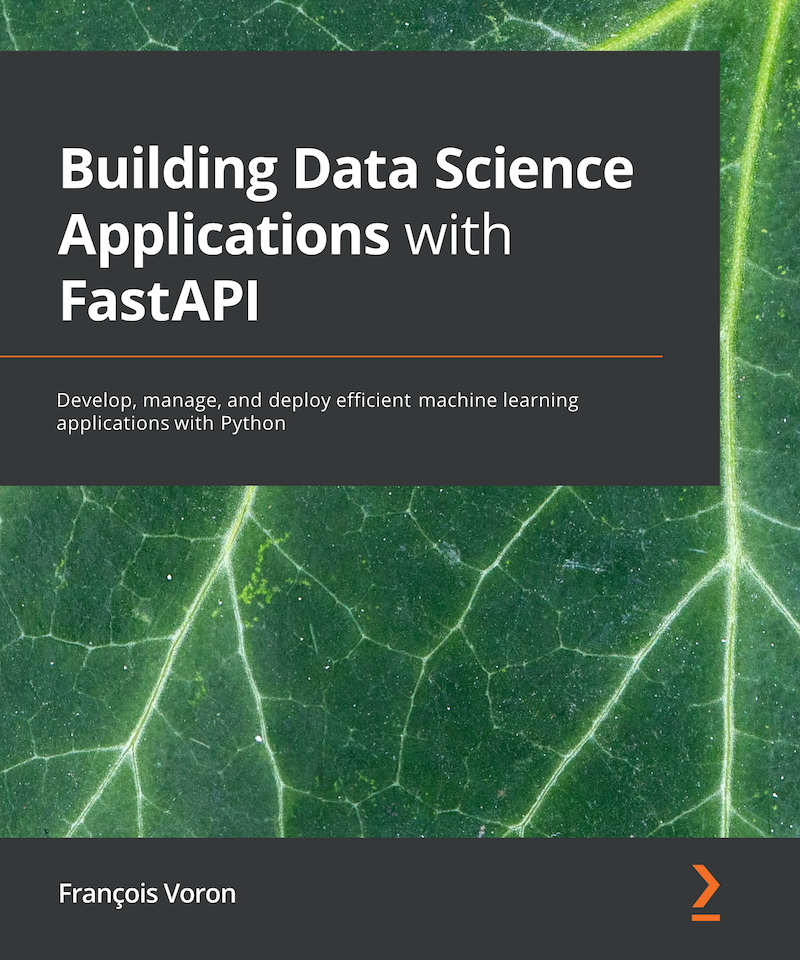 Building Data Science
Applications with
FastAPI
Develop, manage, and deploy efficient machine learning
applications with Python
François Voron